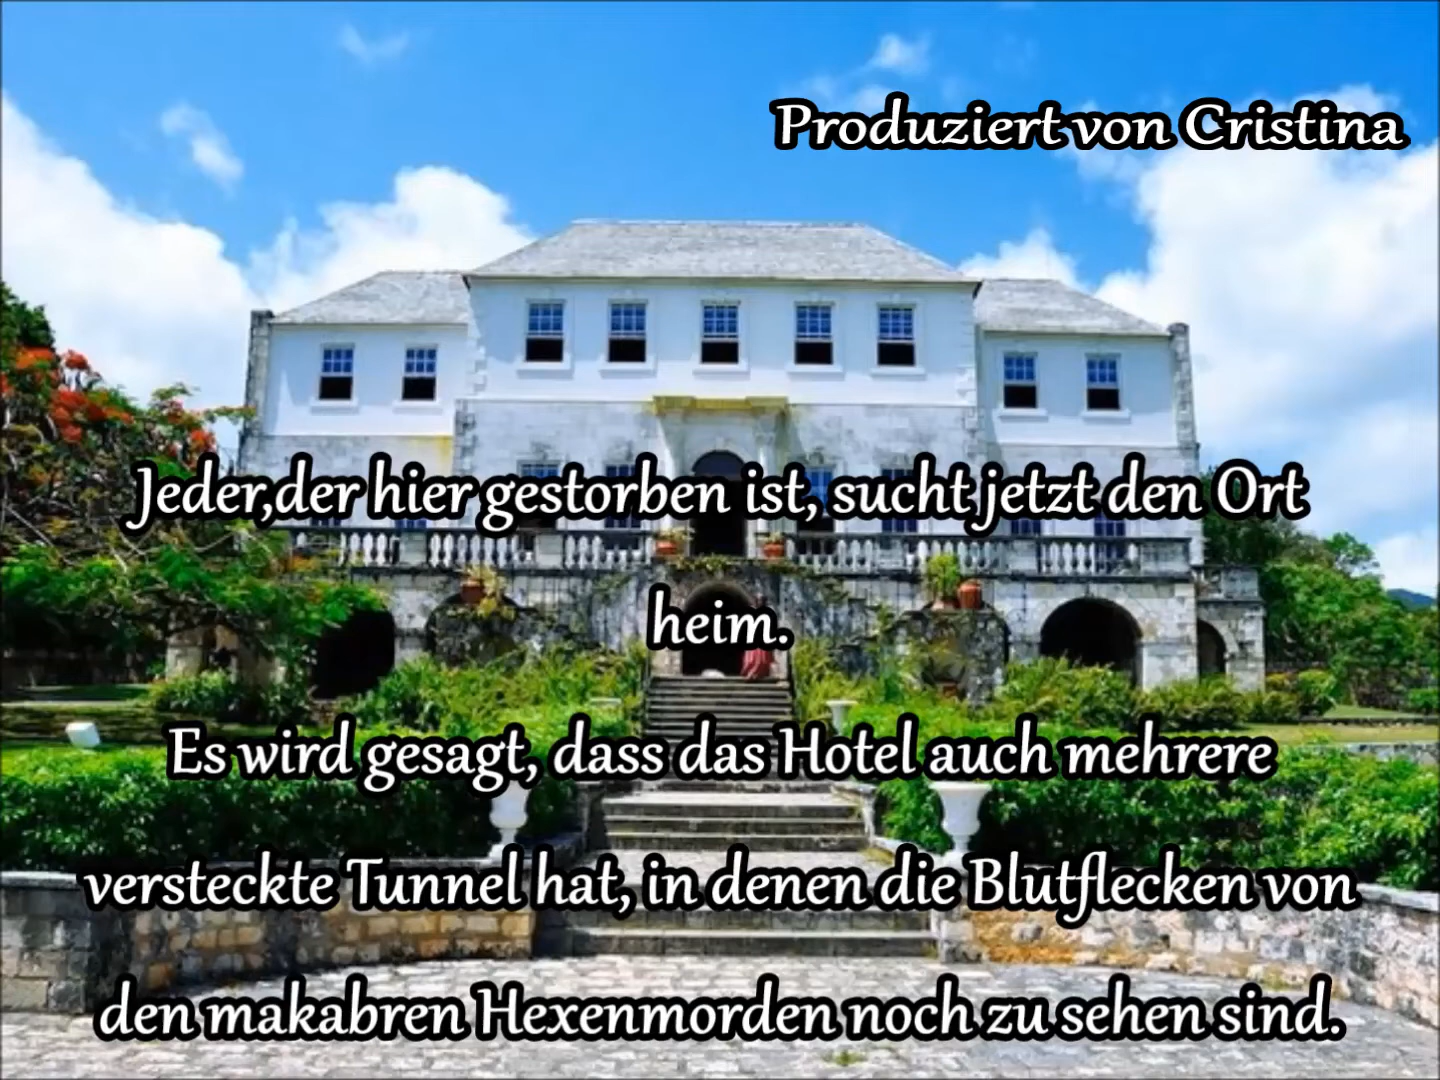 Produziert von Cristina
Jeder,der hier gestorben ist, sucht jetzt den Ort
heim.
Es wird gesagt, dass das Hotel auch mehrere
versteckte Tunnel hat, in denen die Blutflecken von
den makabren Hexenmorden noch zu sehen sind.